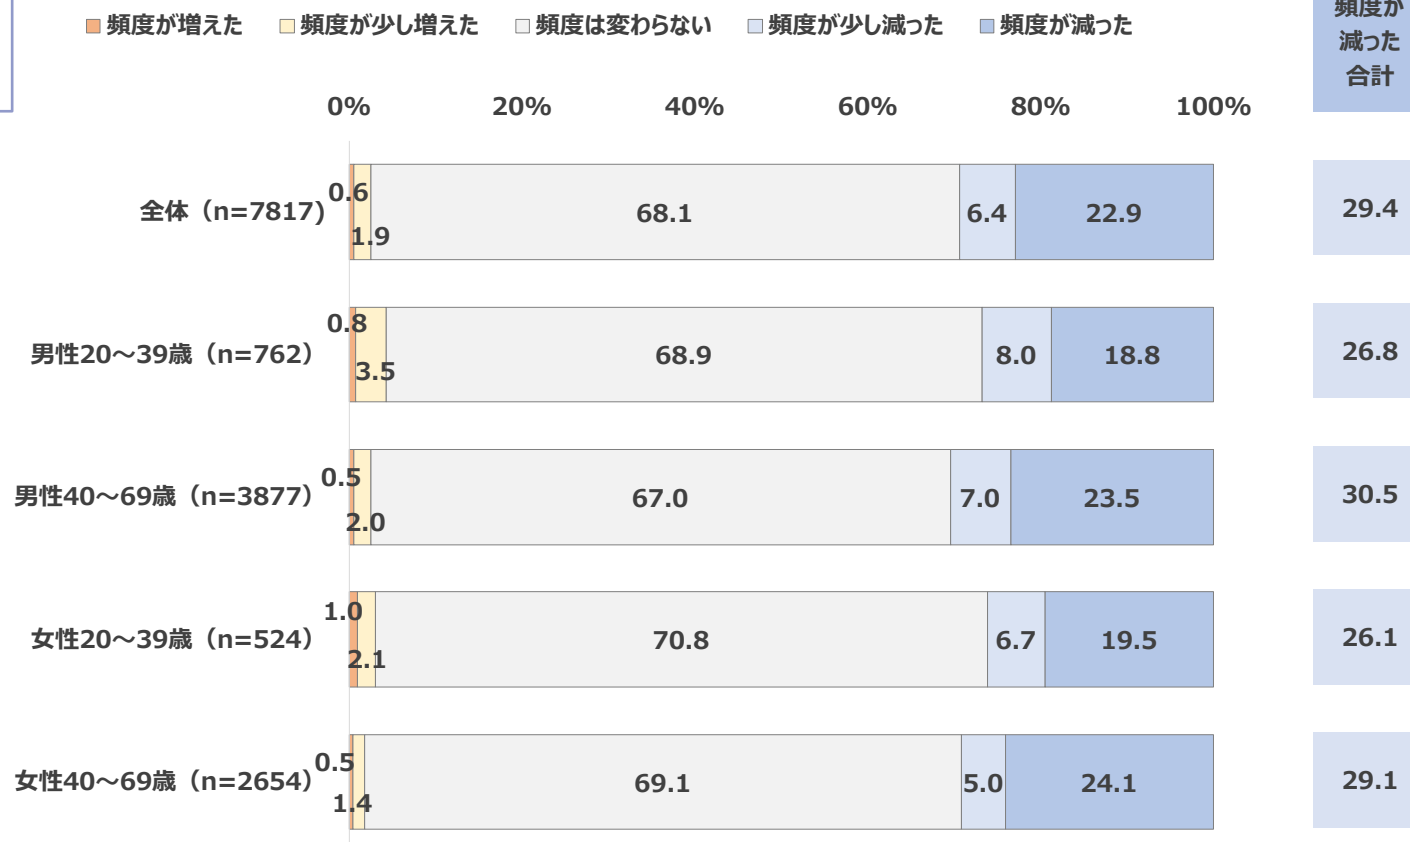 頻度が増えた 頻度が少し増えた 頻度は変わらない 頻度が少し減った 頻度が減った
頻度が
減った
合計
0% 20% 40% 60% 80% 100%
全体（n=7817) 0.6 1.9 68.1 6.4 22.9 29.4
男性20～39歳（n=762） 0.8 3.5 68.9 8.0 18.8 26.8
男性40～69歳（n=3877） 0.5 2.0 67.0 7.0 23.5 30.5
女性20～39歳（n=524） 1.0 2.1 70.8 6.7 19.5 26.1
女性40～69歳（n=2654） 0.5 1.4 69.1 5.0 24.1 29.1